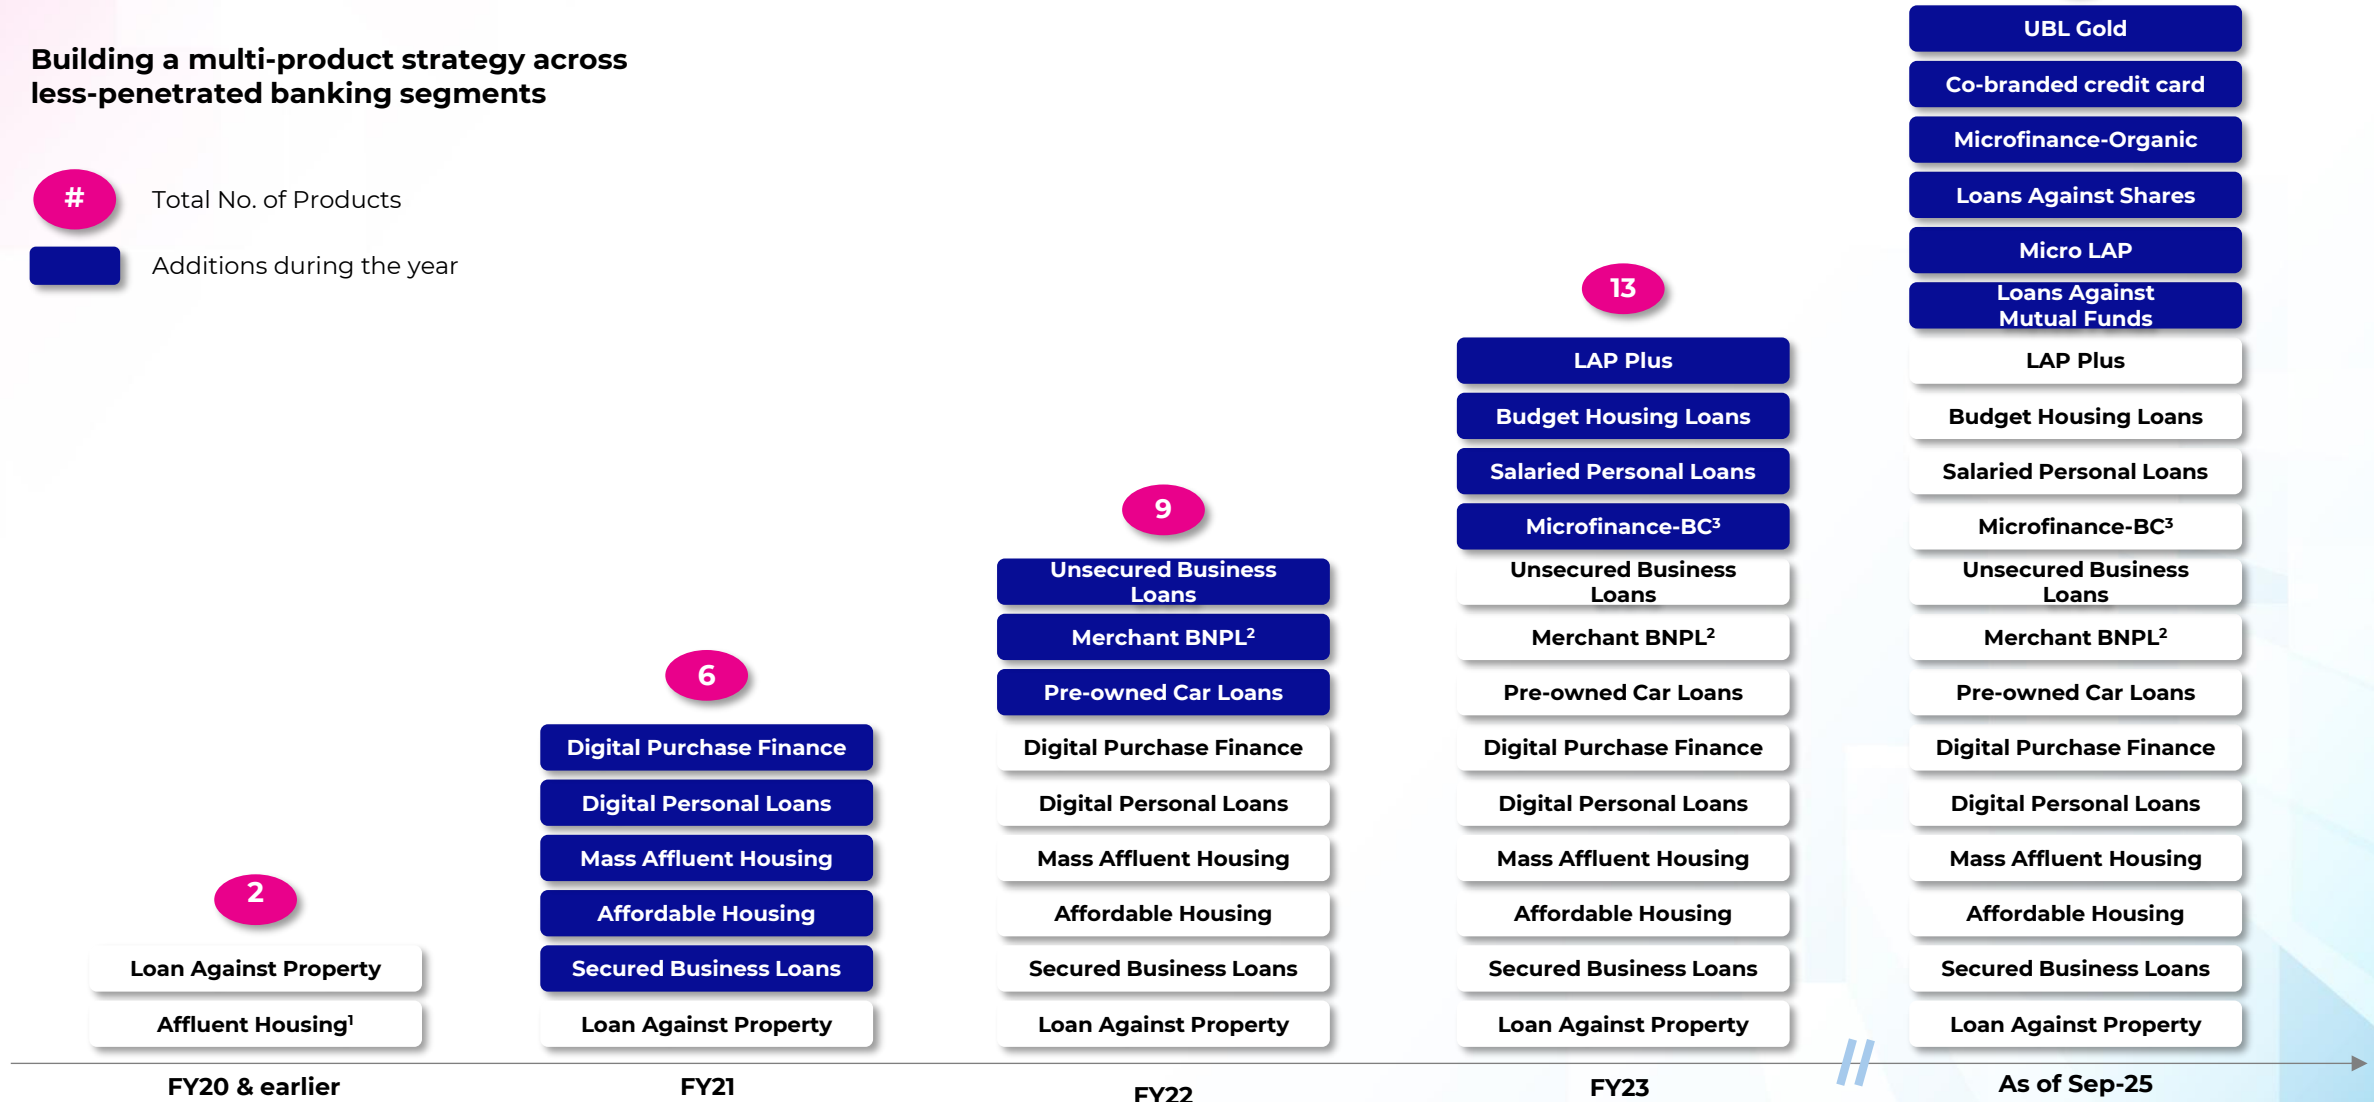 Building a multi-product strategy across
less-penetrated banking segments
#
Total No. of Products
Additions during the year
2
Loan Against Property
Affluent Housing¹
FY20 & earlier
6
Digital Purchase Finance
Digital Personal Loans
Mass Affluent Housing
Affordable Housing
Secured Business Loans
Loan Against Property
FY21
9
Unsecured Business
Loans
Merchant BNPL²
Pre-owned Car Loans
Digital Purchase Finance
Digital Personal Loans
Mass Affluent Housing
Affordable Housing
Secured Business Loans
Loan Against Property
FY22
13
LAP Plus
Budget Housing Loans
Salaried Personal Loans
Microfinance-BC³
Unsecured Business
Loans
Merchant BNPL²
Pre-owned Car Loans
Digital Purchase Finance
Digital Personal Loans
Mass Affluent Housing
Affordable Housing
Secured Business Loans
Loan Against Property
FY23
UBL Gold
Co-branded credit card
Microfinance-Organic
Loans Against Shares
Micro LAP
Loans Against
Mutual Funds
LAP Plus
Budget Housing Loans
Salaried Personal Loans
Microfinance-BC³
Unsecured Business
Loans
Merchant BNPL²
Pre-owned Car Loans
Digital Purchase Finance
Digital Personal Loans
Mass Affluent Housing
Affordable Housing
Secured Business Loans
Loan Against Property
As of Sep-25